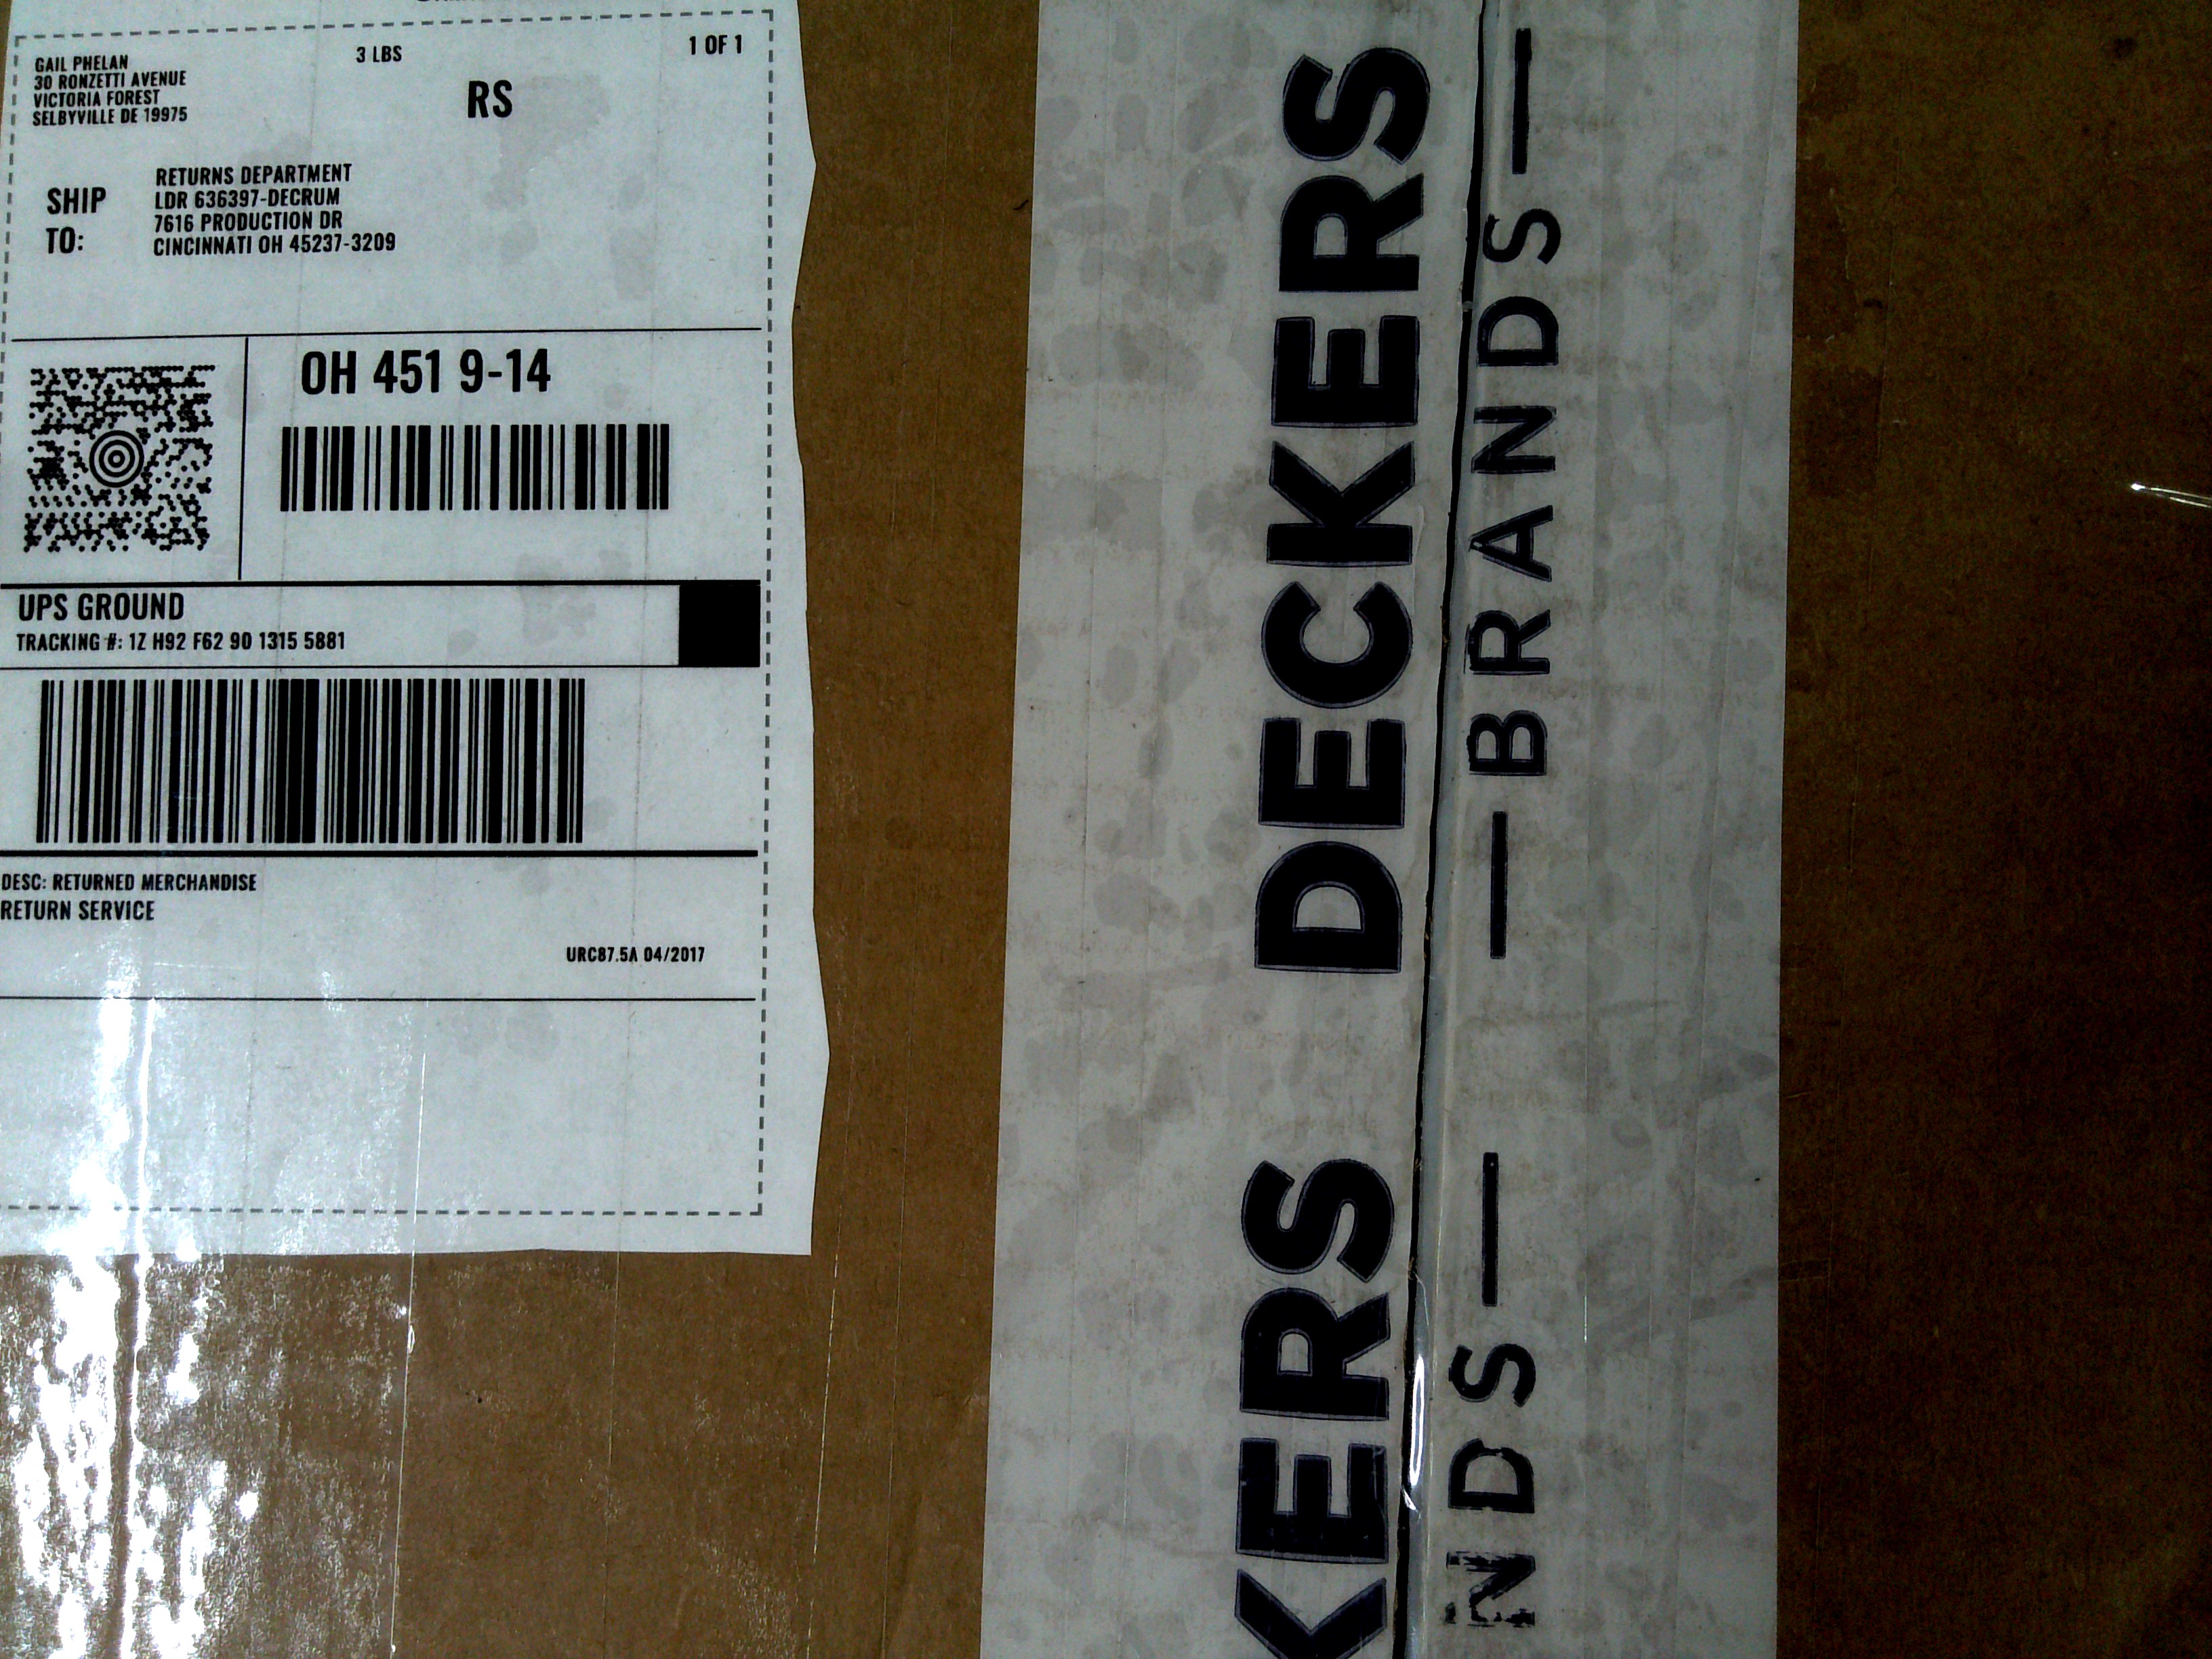 GAIL PHELAN
30 RONZETTI AVENUE
VICTORIA FOREST
SELBYVILLE DE 19975
3 LBS
1 OF 1
RS
SHIP TO:
RETURNS DEPARTMENT
LDR 636397-DECRUM
7616 PRODUCTION DR
CINCINNATI OH 45237-3209
OH 451 9-14
UPS GROUND
TRACKING #: 1Z H92 F62 90 1315 5881
DESC: RETURNED MERCHANDISE
RETURN SERVICE
URC87.5A 04/2017
DECKERS
— BRANDS —
KERS
NDS —